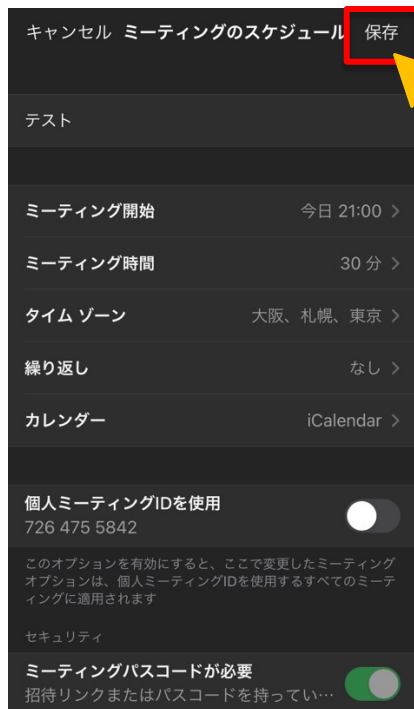 キャンセル ミーティングのスケジュール 保存
テスト
ミーティング開始 今日 21:00
ミーティング時間 30 分
タイム ゾーン 大阪、札幌、東京
繰り返し なし
カレンダー iCalendar
個人ミーティングIDを使用
726 475 5842
このオプションを有効にすると、ここで変更したミーティング
オプションは、個人ミーティングIDを使用するすべてのミーテ
ィングに適用されます
セキュリティ
ミーティングパスコードが必要
招待リンクまたはパスコードを持ってい…